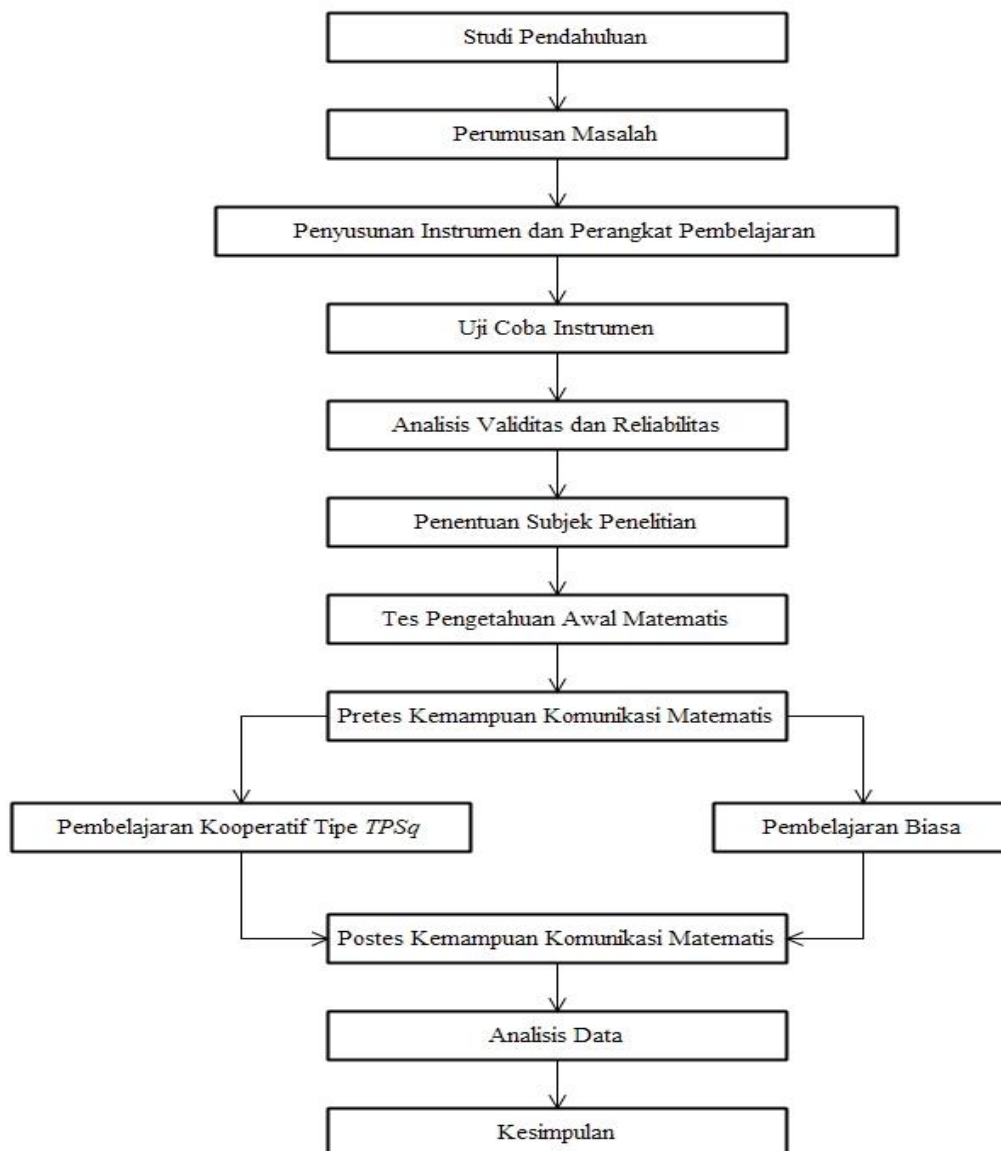 Studi Pendahuluan
Perumusan Masalah
Penyusunan Instrumen dan Perangkat Pembelajaran
Uji Coba Instrumen
Analisis Validitas dan Reliabilitas
Penentuan Subjek Penelitian
Tes Pengetahuan Awal Matematis
Pretes Kemampuan Komunikasi Matematis
Pembelajaran Kooperatif Tipe TPSq
Pembelajaran Biasa
Postes Kemampuan Komunikasi Matematis
Analisis Data
Kesimpulan